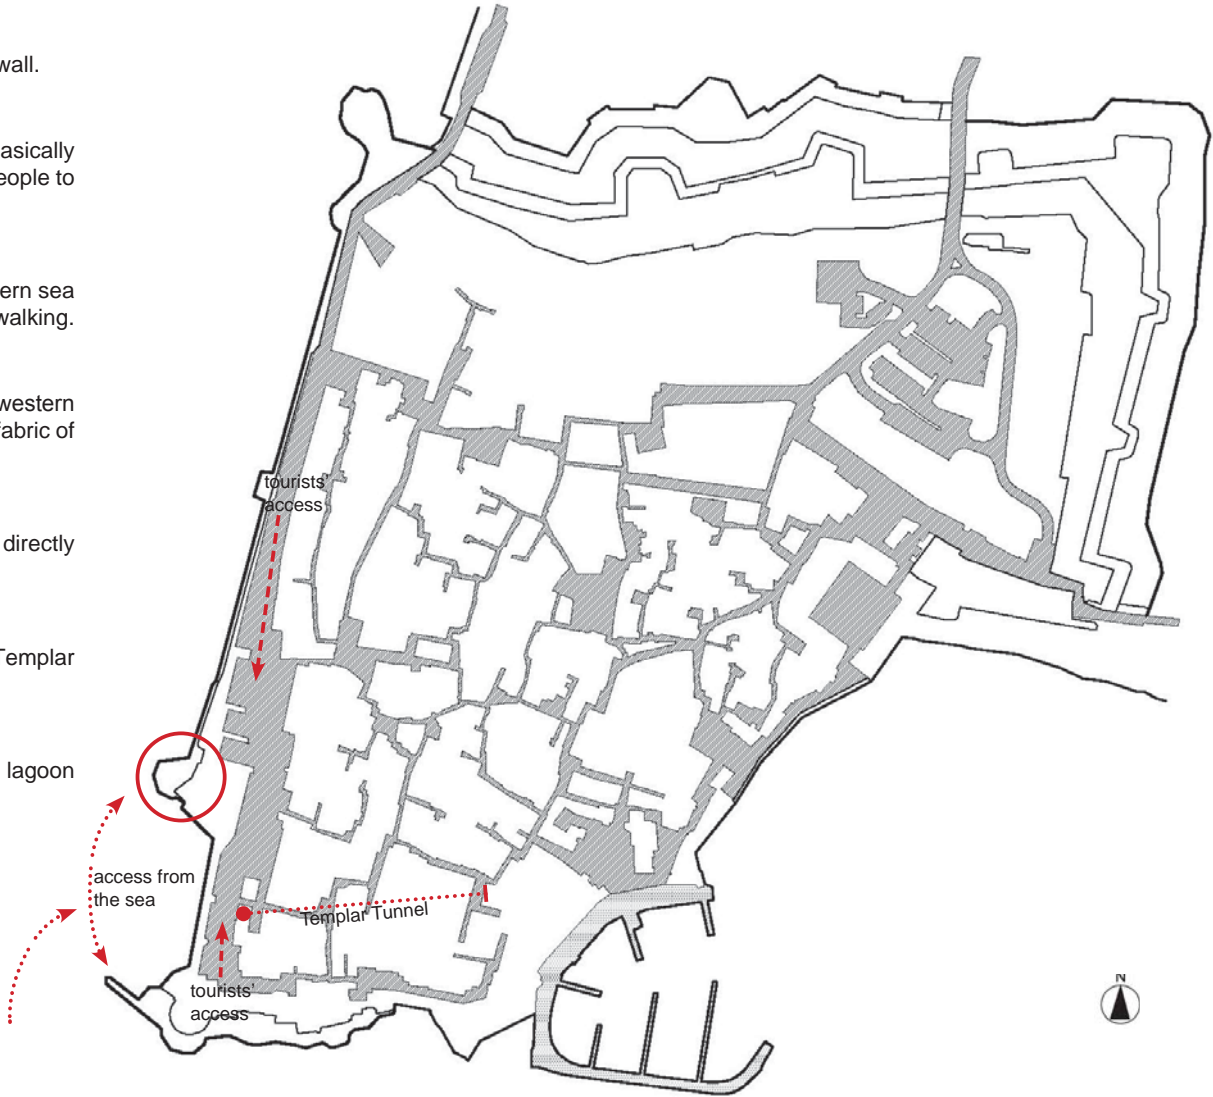 wall.
asically
eople to
ern sea
walking.
western
fabric of
directly
Templar
lagoon
tourists'
access
access from
the sea
Templar Tunnel
tourists'
access
N